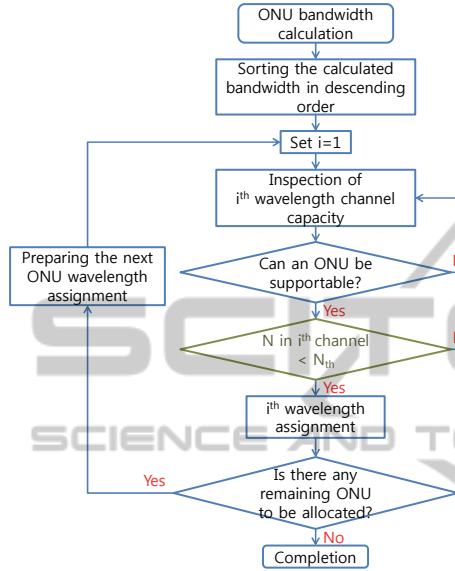 ONU bandwidth
calculation
Sorting the calculated
bandwidth in descending
order
Set i=1
Inspection of
iᵗʰ wavelength channel
capacity
Preparing the next
ONU wavelength
assignment
Can an ONU be
supportable?
Yes
N in iᵗʰ channel
< Nₜₕ
Yes
iᵗʰ wavelength
assignment
SCIENCE AND
Yes
Is there any
remaining ONU
to be allocated?
No
Completion